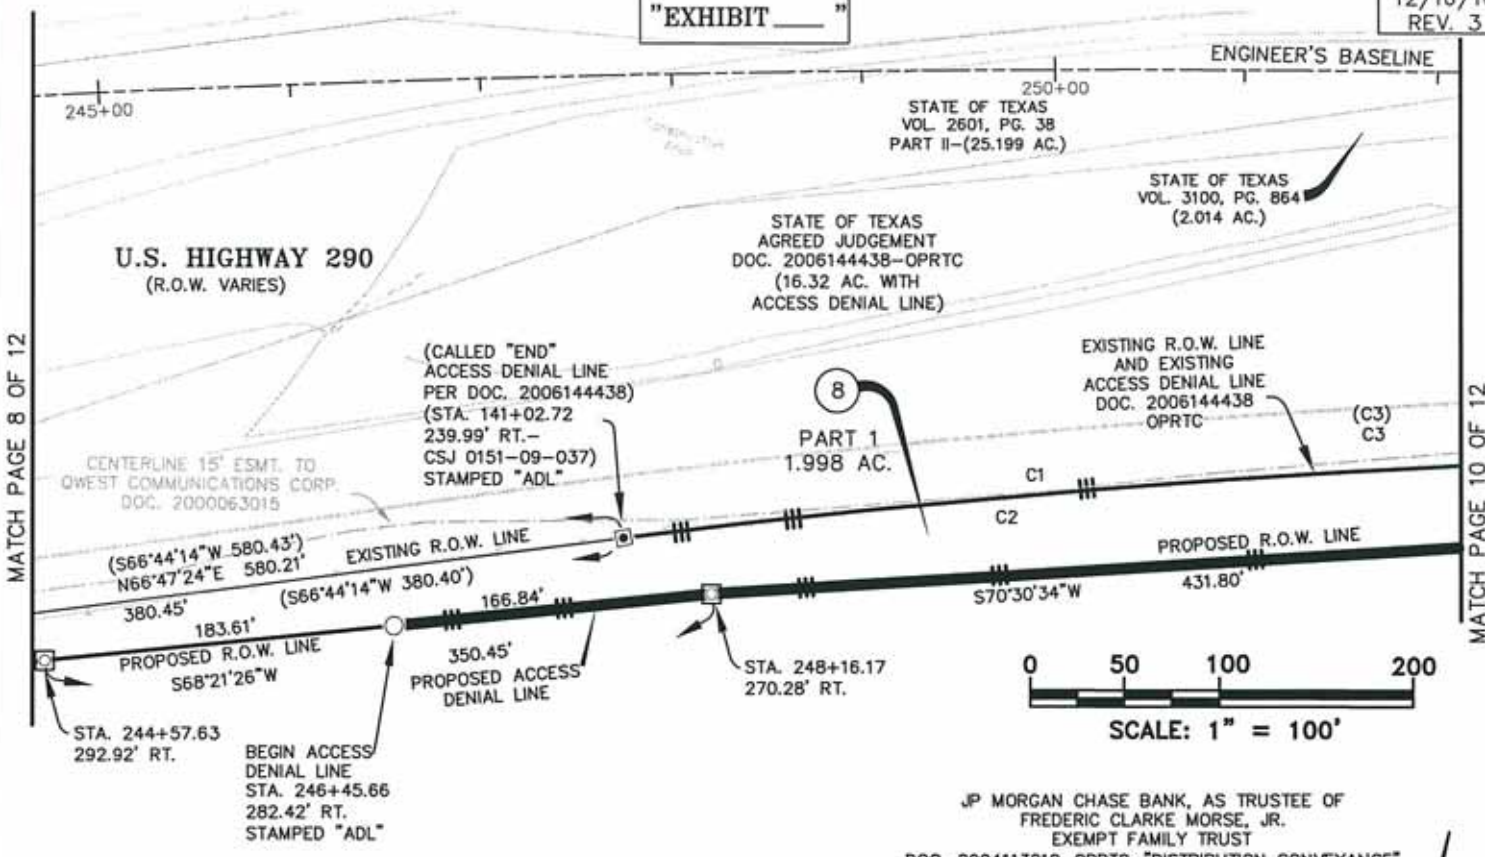 "EXHIBIT____ "
REV. 3
ENGINEER'S BASELINE
245+00
250+00
STATE OF TEXAS
VOL. 2601, PG. 38
PART II-(25.199 AC.)
STATE OF TEXAS
VOL. 3100, PG. 864
(2.014 AC.)
STATE OF TEXAS
AGREED JUDGEMENT
DOC. 2006144438-OPRTC
(16.32 AC. WITH
ACCESS DENIAL LINE)
U.S. HIGHWAY 290
(R.O.W. VARIES)
MATCH PAGE 8 OF 12
(CALLED "END"
ACCESS DENIAL LINE
PER DOC. 2006144438)
(STA. 141+02.72
239.99' RT.-
CSJ 0151-09-037)
STAMPED "ADL"
8
PART 1
1.998 AC.
EXISTING R.O.W. LINE
AND EXISTING
ACCESS DENIAL LINE
DOC. 2006144438
OPRTC
(C3)
C3
MATCH PAGE 10 OF 12
CENTERLINE 15' ESMT. TO
QWEST COMMUNICATIONS CORP.
DOC. 2000063015
C1
C2
(S66°44'14"W 580.43')
N66°47'24"E 580.21'
EXISTING R.O.W. LINE
PROPOSED R.O.W. LINE
380.45'
(S66°44'14"W 380.40')
166.84'
S70°30'34"W
431.80'
183.61'
PROPOSED R.O.W. LINE
S68°21'26"W
350.45'
PROPOSED ACCESS
DENIAL LINE
STA. 248+16.17
270.28' RT.
0 50 100 200
SCALE: 1" = 100'
STA. 244+57.63
292.92' RT.
BEGIN ACCESS
DENIAL LINE
STA. 246+45.66
282.42' RT.
STAMPED "ADL"
JP MORGAN CHASE BANK, AS TRUSTEE OF
FREDERIC CLARKE MORSE, JR.
EXEMPT FAMILY TRUST